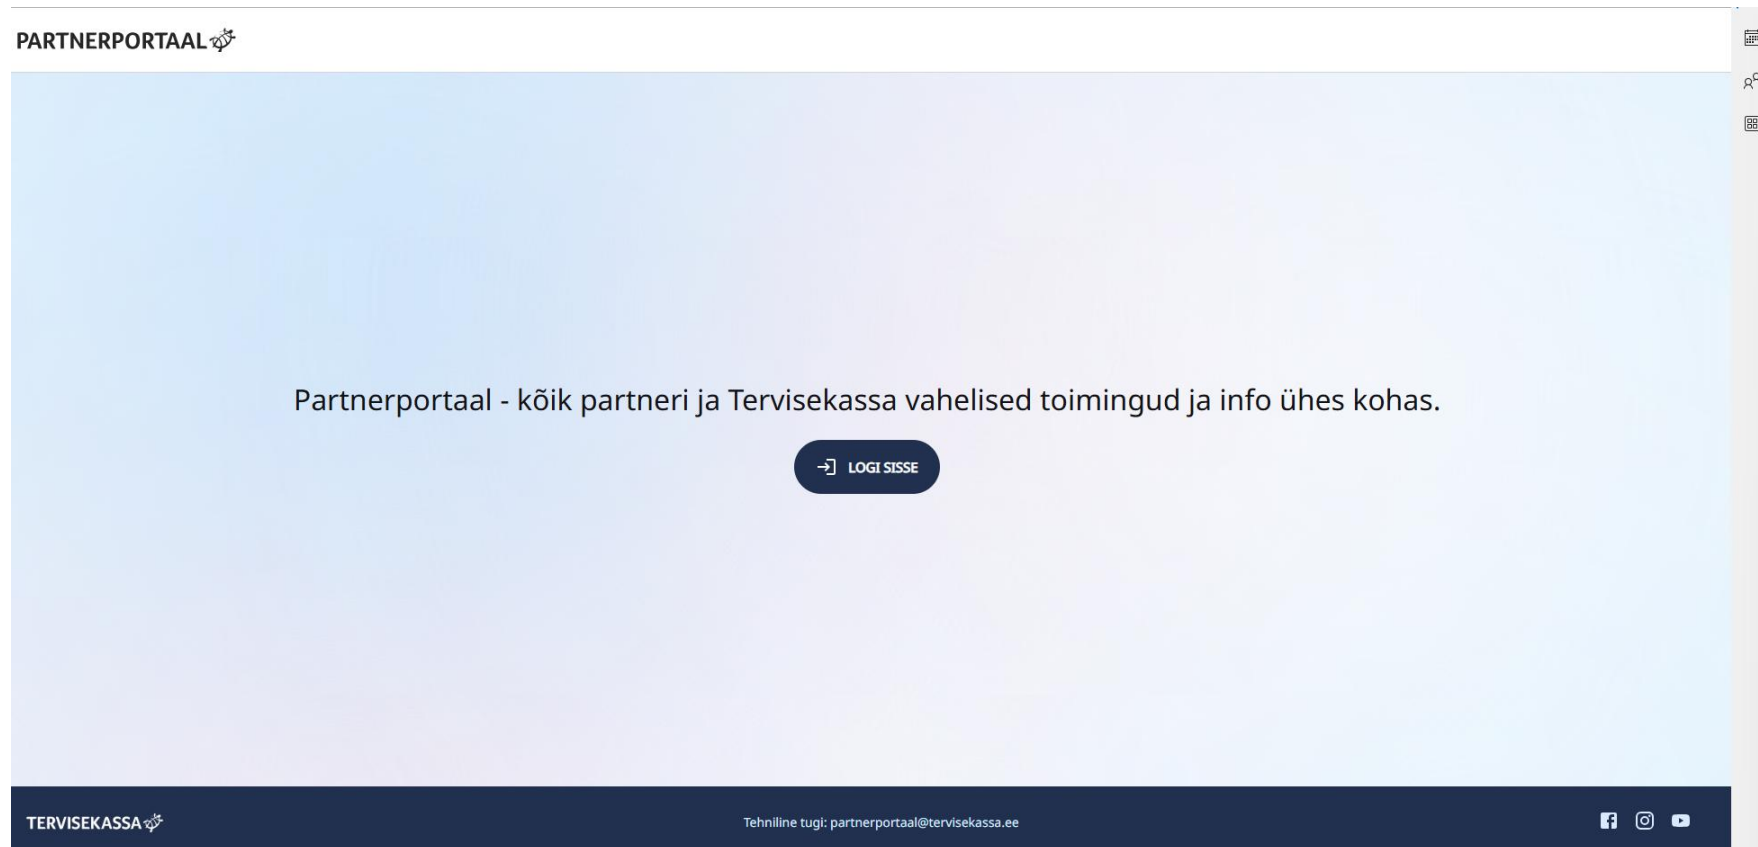 PARTNERPORTAAL
Partnerportaal - kõik partneri ja Tervisekassa vahelised toimingud ja info ühes kohas.
LOGI SISSE
TERVISEKASSA
Tehniline tugi: partnerportaal@tervisekassa.ee